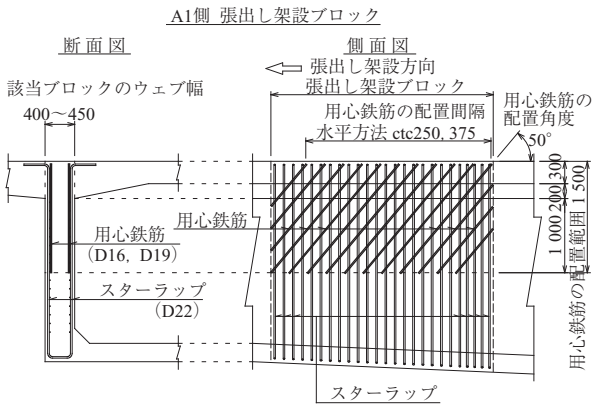 A1側 張出し架設ブロック
断面図
側面図
張出し架設方向
該当ブロックのウェブ幅
400〜450
張出し架設ブロック
用心鉄筋の配置間隔
水平方法 ctc250, 375
用心鉄筋の
配置角度
50°
用心鉄筋
(D16, D19)
用心鉄筋
スターラップ
(D22)
スターラップ
300
200
1 000
1 500
用心鉄筋の配置範囲